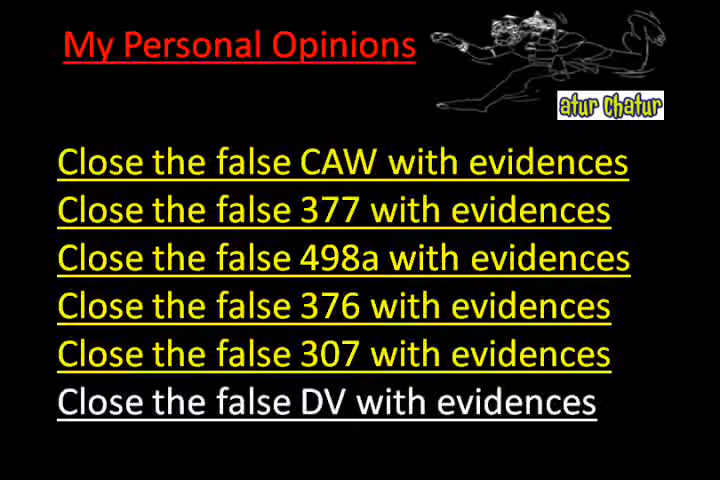 My Personal Opinions
atur chatur
Close the false CAW with evidences
Close the false 377 with evidences
Close the false 498a with evidences
Close the false 376 with evidences
Close the false 307 with evidences
Close the false DV with evidences